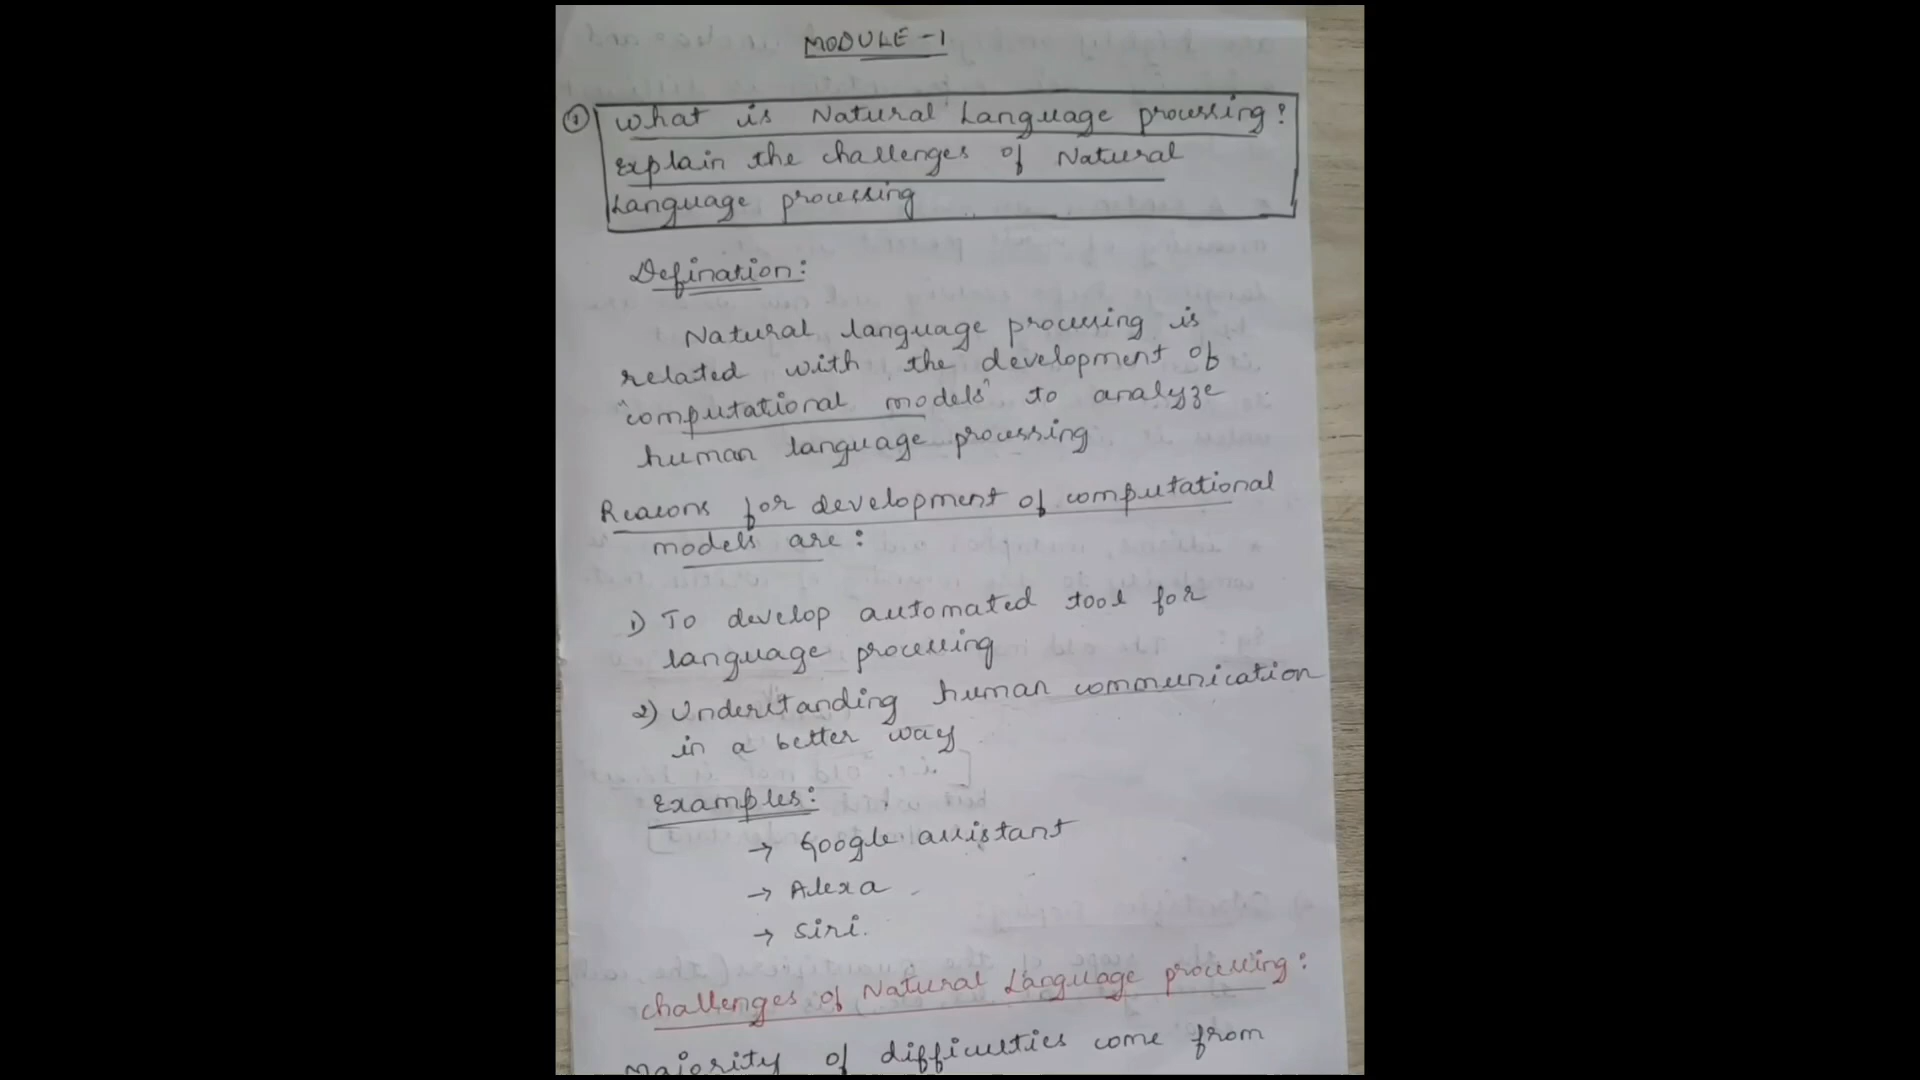 MODULE - 1
① What is Natural Language processing?
Explain the challenges of Natural
Language processing
Defination:
Natural language processing is
related with the development of
"computational models" to analyze
human language processing
Reasons for development of computational
models are:
1) To develop automated tool for
language processing
2) Understanding human communication
in a better way
Examples:
→ Google assistant
→ Alexa
→ Siri.
Challenges of Natural Language processing:
Majority of difficulties come from